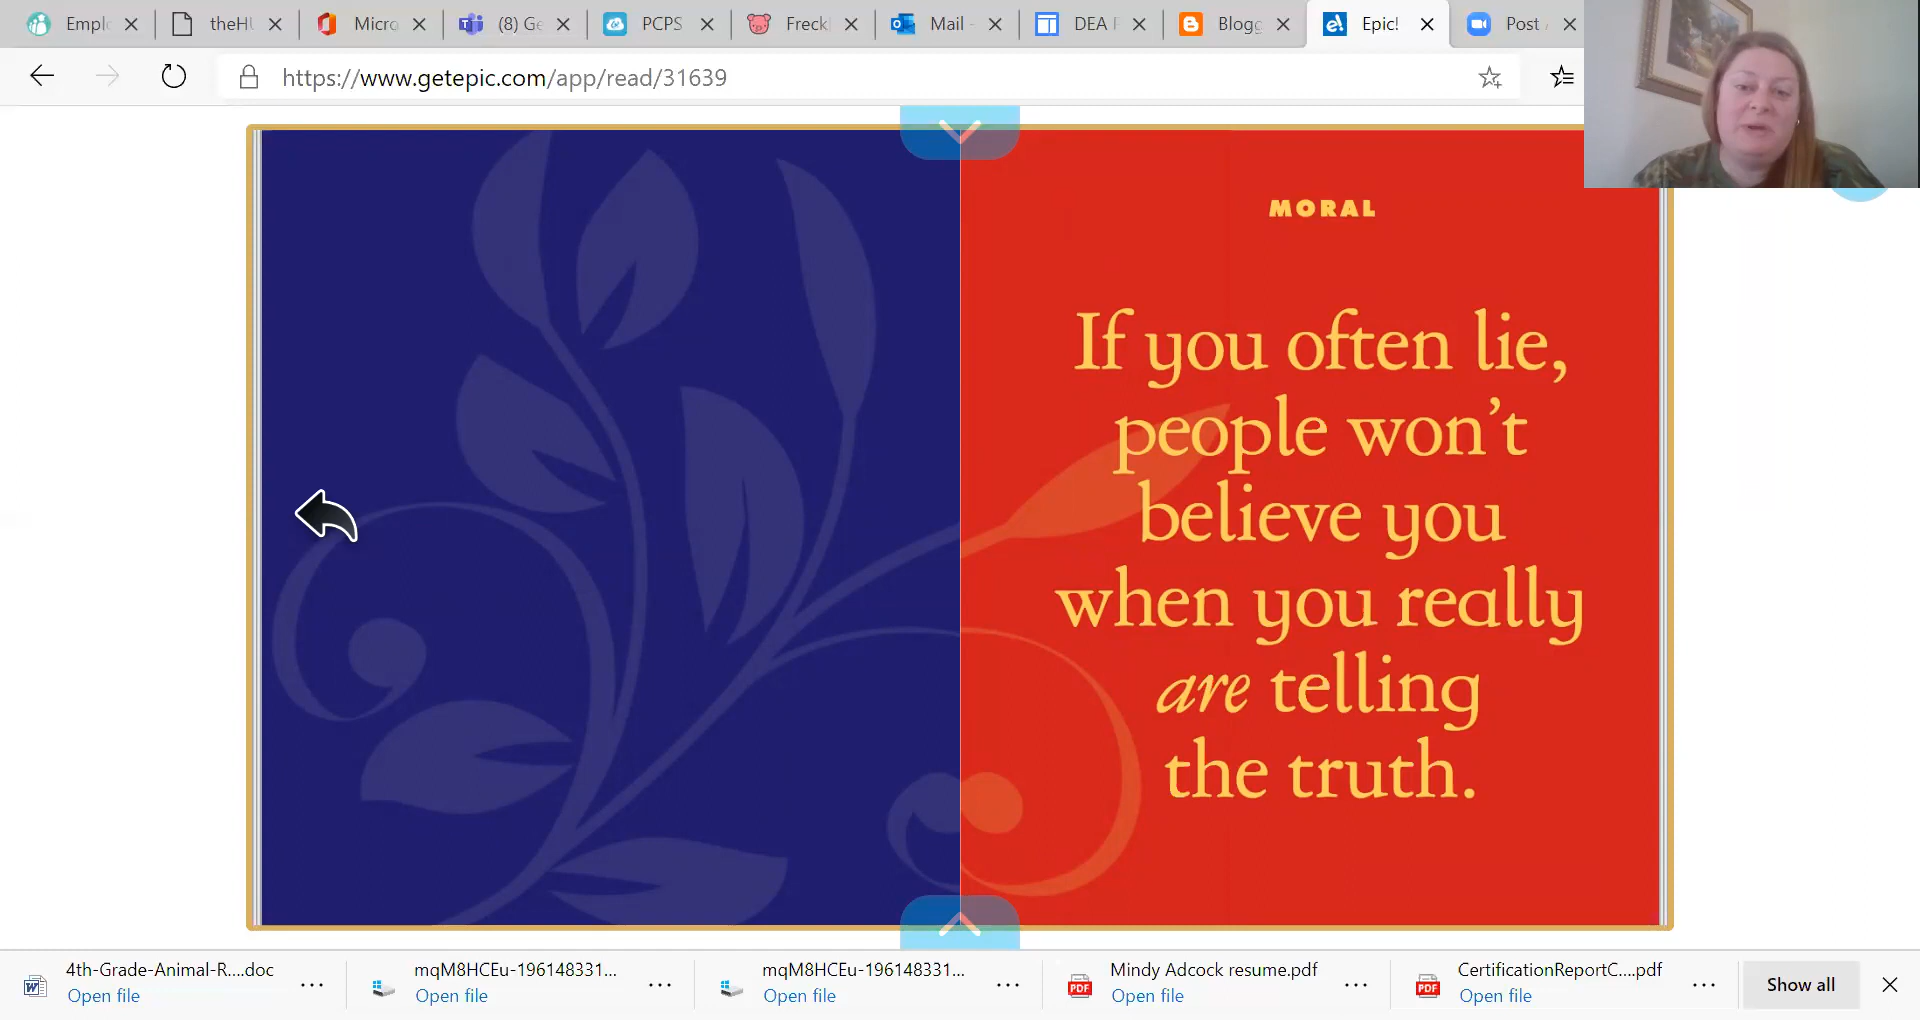 Emplo
theHU
Micro
(8) Ge
PCPS
Freckl
Mail -
DEA
Blogg
Epic!
Post
https://www.getepic.com/app/read/31639
MORAL
If you often lie,
people won't
believe you
when you really
are telling
the truth.
4th-Grade-Animal-R....doc
Open file
mqM8HCEu-196148331...
Open file
mqM8HCEu-196148331...
Open file
Mindy Adcock resume.pdf
Open file
CertificationReportC....pdf
Open file
Show all